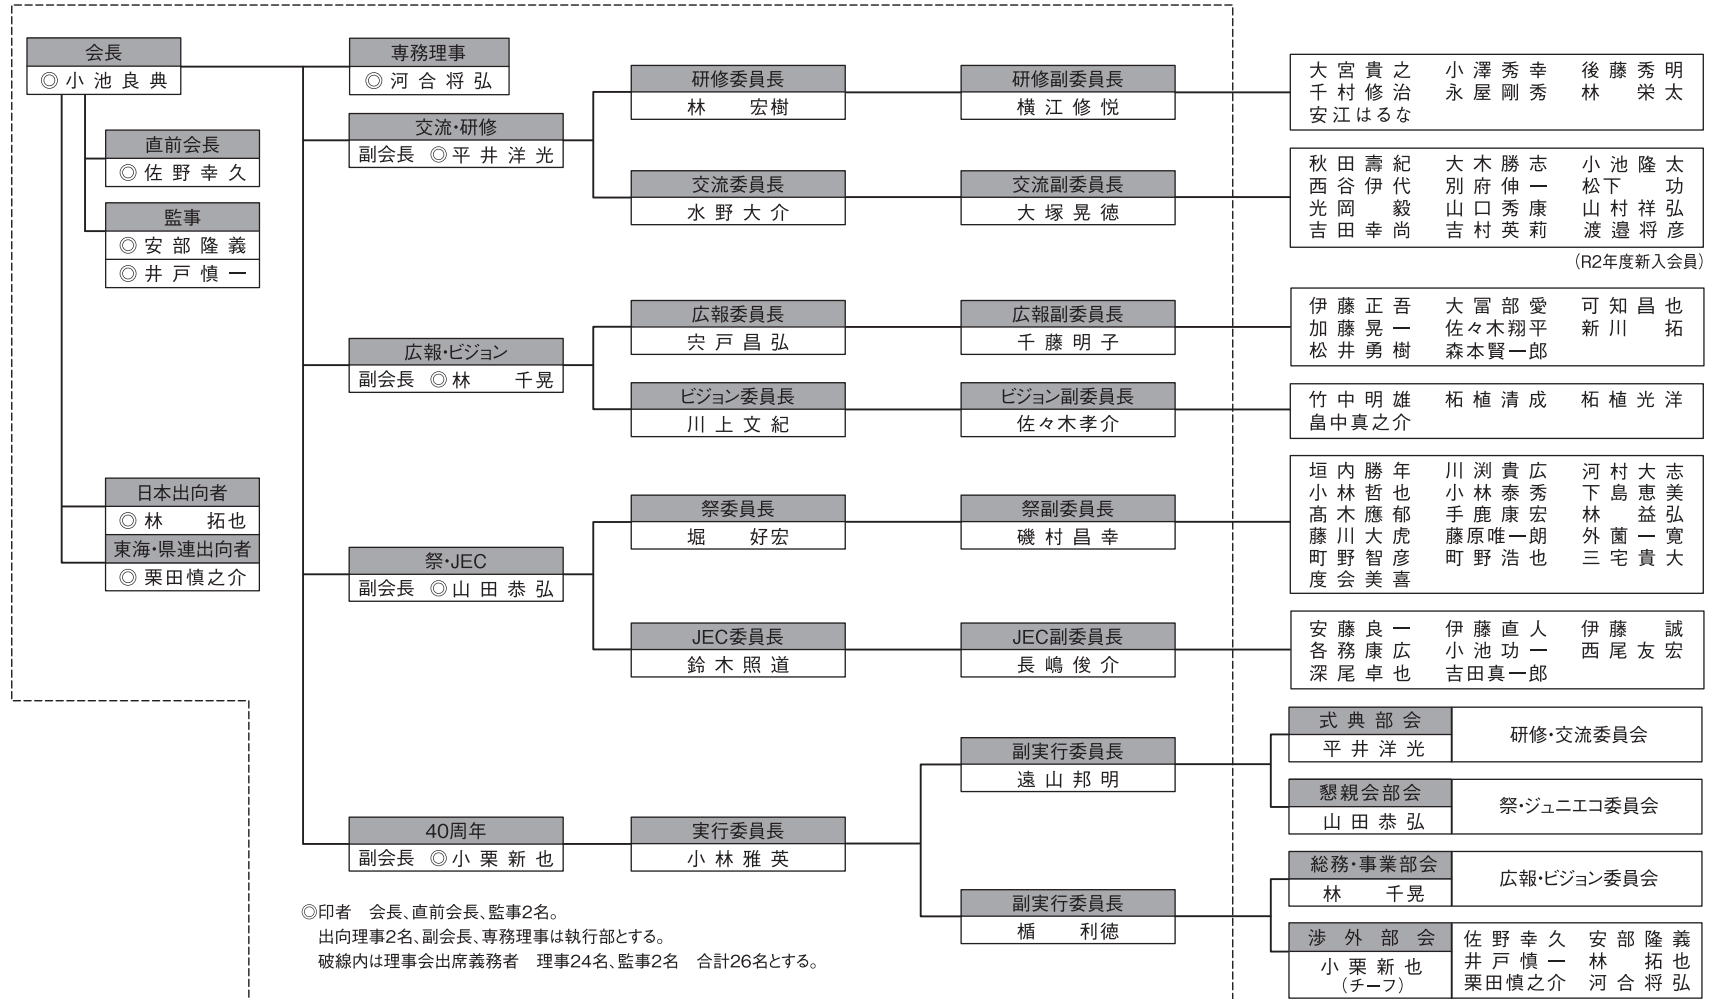 会長
◎小池良典
直前会長
◎佐野幸久
監事
◎安部隆義
◎井戸慎一
日本出向者
◎林　拓也
東海・県連出向者
◎栗田慎之介
専務理事
◎河合将弘
交流・研修
副会長 ◎平井洋光
研修委員長
林　宏樹
研修副委員長
横江修悦
大宮貴之 小澤秀幸 後藤秀明
千村修治 永屋剛秀 林　栄太
安江はるな
交流委員長
水野大介
交流副委員長
大塚晃徳
秋田壽紀 大木勝志 小池隆太
西谷伊代 別府伸一 松下　功
光岡　毅 山口秀康 山村祥弘
吉田幸尚 吉村英莉 渡邉将彦
(R2年度新入会員)
広報・ビジョン
副会長 ◎林　千晃
広報委員長
宍戸昌弘
広報副委員長
千藤明子
伊藤正吾 大冨部愛 可知昌也
加藤晃一 佐々木翔平 新川　拓
松井勇樹 森本賢一郎
ビジョン委員長
川上文紀
ビジョン副委員長
佐々木孝介
竹中明雄 柘植清成 柘植光洋
畠中真之介
祭・JEC
副会長 ◎山田恭弘
祭委員長
堀　好宏
祭副委員長
磯村昌幸
垣内勝年 川渕貴広 河村大志
小林哲也 小林泰秀 下島恵美
髙木應郁 手鹿康宏 林　益弘
藤川大虎 藤原唯一朗 外薗一寛
町野智彦 町野浩也 三宅貴大
度会美喜
JEC委員長
鈴木照道
JEC副委員長
長嶋俊介
安藤良一 伊藤直人 伊藤　誠
各務康広 小池功一 西尾友宏
深尾卓也 吉田真一郎
40周年
副会長 ◎小栗新也
実行委員長
小林雅英
副実行委員長
遠山邦明
式典部会
平井洋光
研修・交流委員会
懇親会部会
山田恭弘
祭・ジュニエコ委員会
副実行委員長
楯　利徳
総務・事業部会
林　千晃
広報・ビジョン委員会
渉外部会
小栗新也
(チーフ)
佐野幸久 安部隆義
井戸慎一 林　拓也
栗田慎之介 河合将弘
◎印者　会長、直前会長、監事2名。
出向理事2名、副会長、専務理事は執行部とする。
破線内は理事会出席義務者　理事24名、監事2名　合計26名とする。